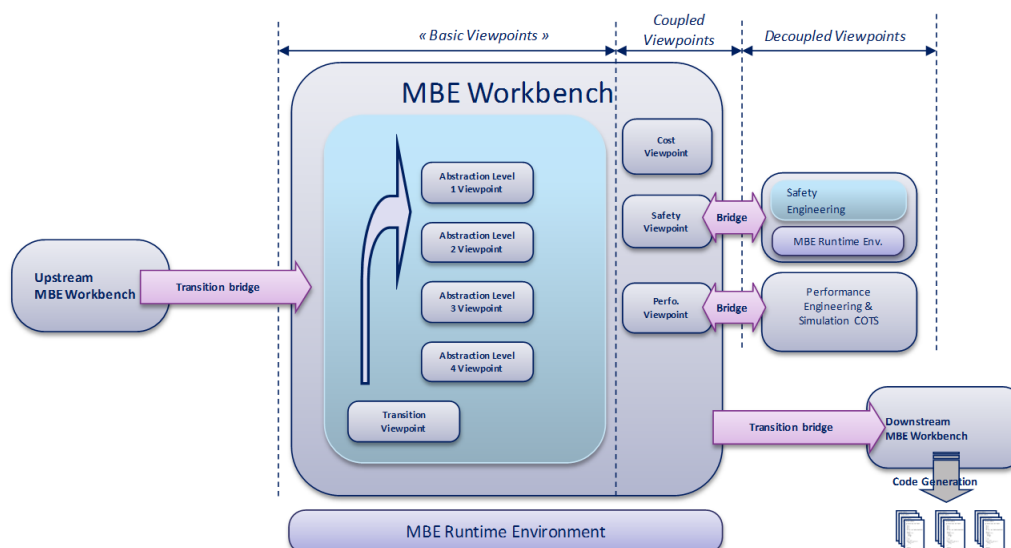 « Basic Viewpoints »
Coupled
Viewpoints
Decoupled Viewpoints
MBE Workbench
Abstraction Level
1 Viewpoint
Abstraction Level
2 Viewpoint
Abstraction Level
3 Viewpoint
Abstraction Level
4 Viewpoint
Transition
Viewpoint
Cost
Viewpoint
Safety
Viewpoint
Perfo.
Viewpoint
Bridge
Bridge
Safety
Engineering
MBE Runtime Env.
Performance
Engineering &
Simulation COTS
Upstream
MBE Workbench
Transition bridge
Transition bridge
Downstream
MBE Workbench
Code Generation
MBE Runtime Environment